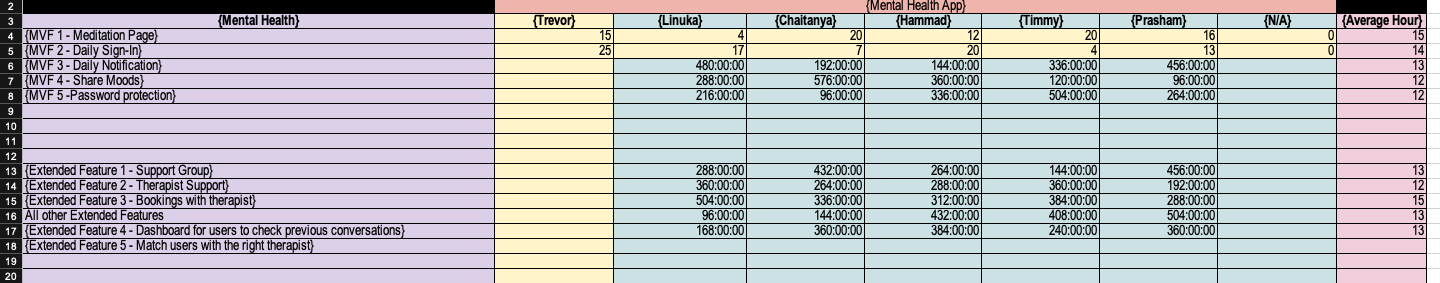 2 {Mental Health App}
3 {Mental Health} {Trevor} {Linuka} {Chaitanya} {Hammad} {Timmy} {Prasham} {N/A} {Average Hour}
4 {MVF 1 - Meditation Page} 15 4 20 12 20 16 0 15
5 {MVF 2 - Daily Sign-In} 25 17 7 20 4 13 0 14
6 {MVF 3 - Daily Notification} 480:00:00 192:00:00 144:00:00 336:00:00 456:00:00 13
7 {MVF 4 - Share Moods} 288:00:00 576:00:00 360:00:00 120:00:00 96:00:00 12
8 {MVF 5 -Password protection} 216:00:00 96:00:00 336:00:00 504:00:00 264:00:00 12
9
10
11
12
13 {Extended Feature 1 - Support Group} 288:00:00 432:00:00 264:00:00 144:00:00 456:00:00 13
14 {Extended Feature 2 - Therapist Support} 360:00:00 264:00:00 288:00:00 360:00:00 192:00:00 12
15 {Extended Feature 3 - Bookings with therapist} 504:00:00 336:00:00 312:00:00 384:00:00 288:00:00 15
16 All other Extended Features 96:00:00 144:00:00 432:00:00 408:00:00 504:00:00 13
17 {Extended Feature 4 - Dashboard for users to check previous conversations} 168:00:00 360:00:00 384:00:00 240:00:00 360:00:00 13
18 {Extended Feature 5 - Match users with the right therapist}
19
20